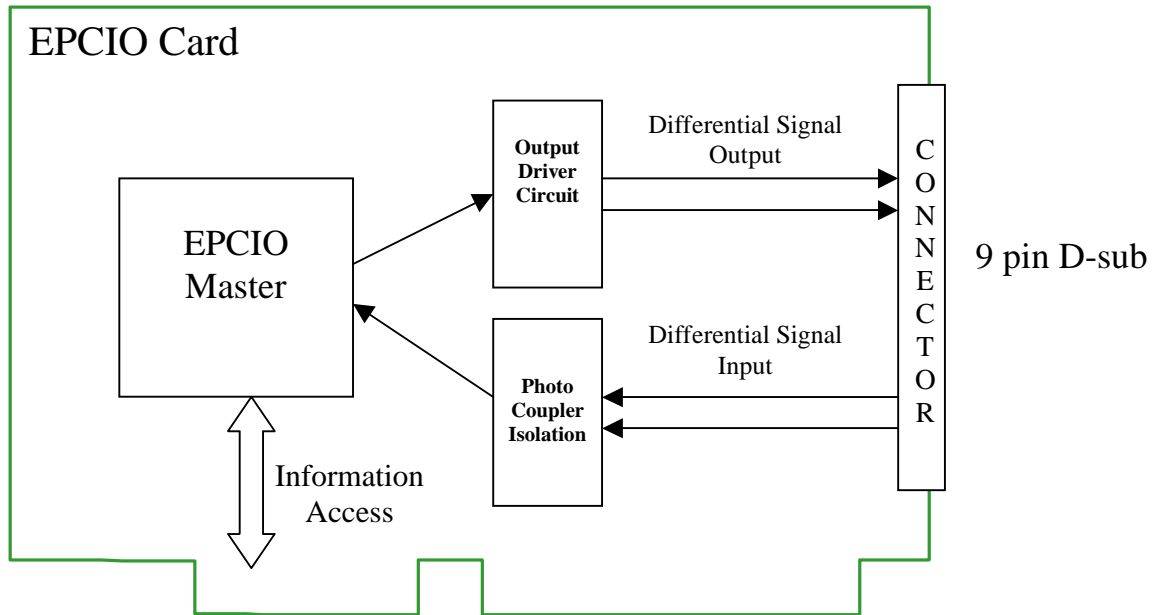 EPCIO Card
Differential Signal
Output
Output
Driver
Circuit
EPCIO
Master
CONNECTOR
9 pin D-sub
Differential Signal
Input
Photo
Coupler
Isolation
Information
Access